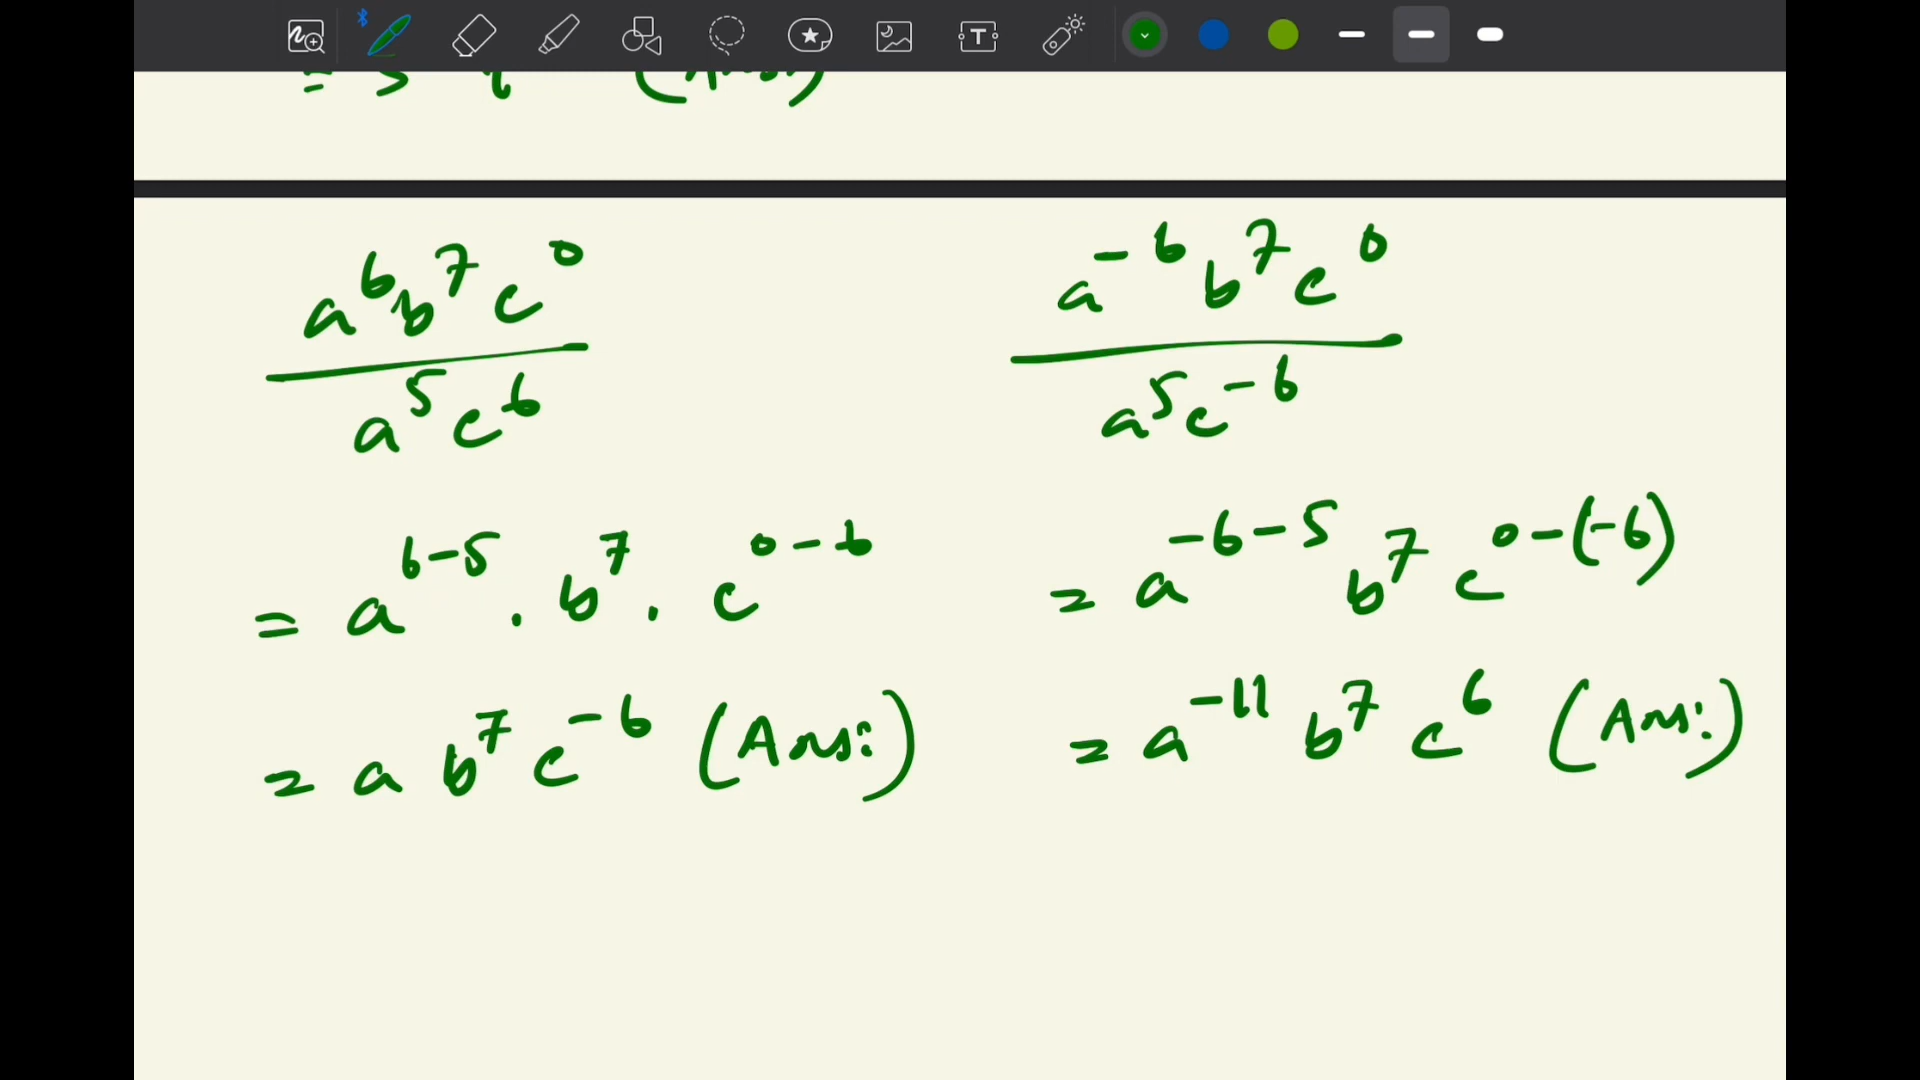 a^6 b^7 c^0
a^5 c^6
= a^6-5 . b^7 . c^0-6
= a b^7 c^-6 (Ans:)
a^-6 b^7 c^0
a^5 c^-6
= a^-6-5 b^7 c^0-(-6)
= a^-11 b^7 c^6 (Ans:)